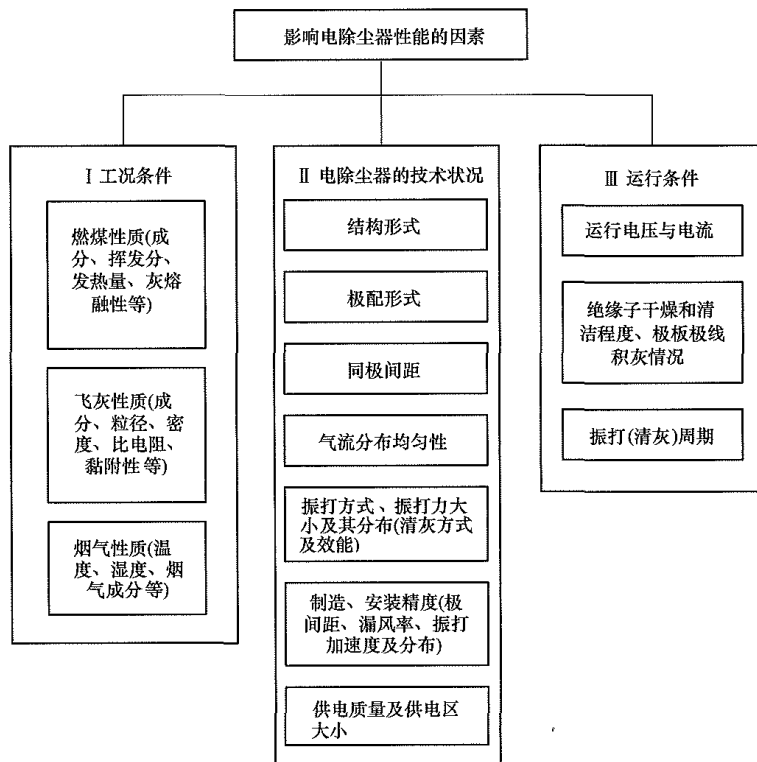 影响电除尘器性能的因素
Ⅰ 工况条件
燃煤性质(成
分、挥发分、
发热量、灰熔
融性等)
飞灰性质(成
分、粒径、密
度、比电阻、
黏附性等)
烟气性质(温
度、湿度、烟
气成分等)
Ⅱ 电除尘器的技术状况
结构形式
极配形式
同极间距
气流分布均匀性
振打方式、振打力大
小及其分布(清灰方式
及效能)
制造、安装精度(极
间距、漏风率、振打
加速度及分布)
供电质量及供电区
大小
Ⅲ 运行条件
运行电压与电流
绝缘子干燥和清
洁程度、极板极线
积灰情况
振打(清灰)周期